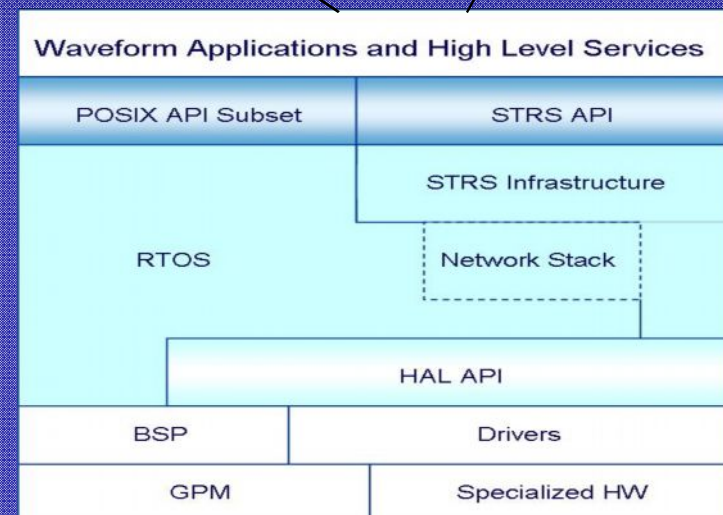 Waveform Applications and High Level Services
POSIX API Subset
STRS API
STRS Infrastructure
RTOS
Network Stack
HAL API
BSP
Drivers
GPM
Specialized HW